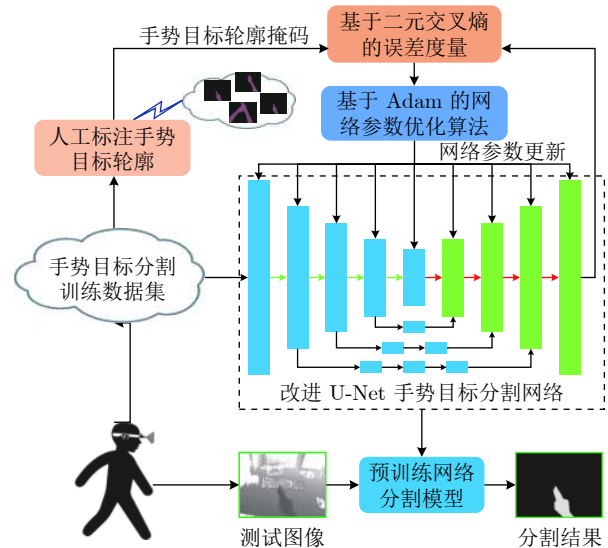 手势目标轮廓掩码
基于二元交叉熵
的误差度量
基于 Adam 的网
络参数优化算法
人工标注手势
目标轮廓
网络参数更新
手势目标分割
训练数据集
改进 U-Net 手势目标分割网络
预训练网络
分割模型
测试图像
分割结果